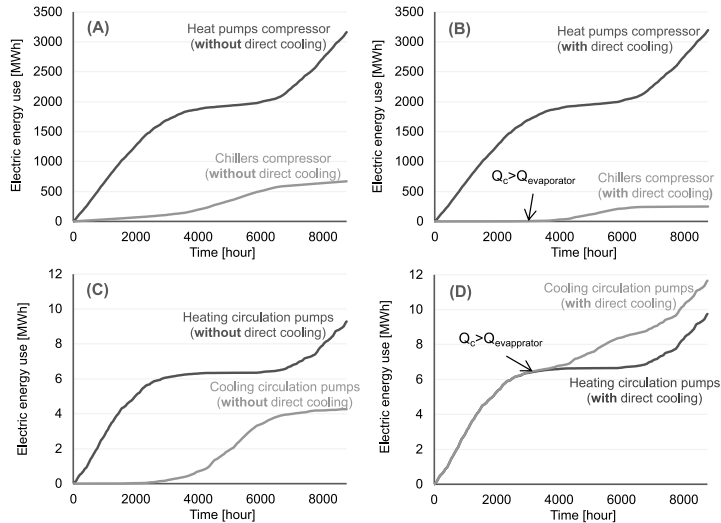 (A)
Electric energy use [MWh]
3500
3000
2500
2000
1500
1000
500
0
Heat pumps compressor
(without direct cooling)
Chillers compressor
(without direct cooling)
0
2000
4000
6000
8000
Time [hour]
(B)
Electric energy use [MWh]
3500
3000
2500
2000
1500
1000
500
0
Heat pumps compressor
(with direct cooling)
Qc>Qevaporator
Chillers compressor
(with direct cooling)
0
2000
4000
6000
8000
Time [hour]
(C)
Electric energy use [MWh]
12
10
8
6
4
2
0
Heating circulation pumps
(without direct cooling)
Cooling circulation pumps
(without direct cooling)
0
2000
4000
6000
8000
Time [hour]
(D)
Electric energy use [MWh]
12
10
8
6
4
2
0
Cooling circulation pumps
(with direct cooling)
Qc>Qevapprator
Heating circulation pumps
(with direct cooling)
0
2000
4000
6000
8000
Time [hour]